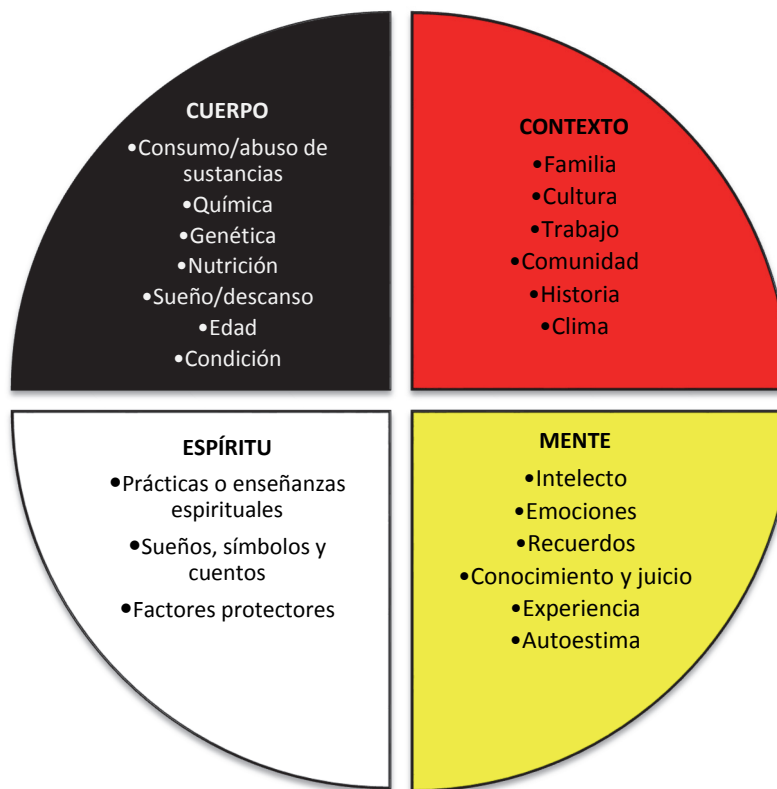 CUERPO
•Consumo/abuso de
sustancias
•Química
•Genética
•Nutrición
•Sueño/descanso
•Edad
•Condición
CONTEXTO
•Familia
•Cultura
•Trabajo
•Comunidad
•Historia
•Clima
ESPÍRITU
•Prácticas o enseñanzas
espirituales
•Sueños, símbolos y
cuentos
•Factores protectores
MENTE
•Intelecto
•Emociones
•Recuerdos
•Conocimiento y juicio
•Experiencia
•Autoestima